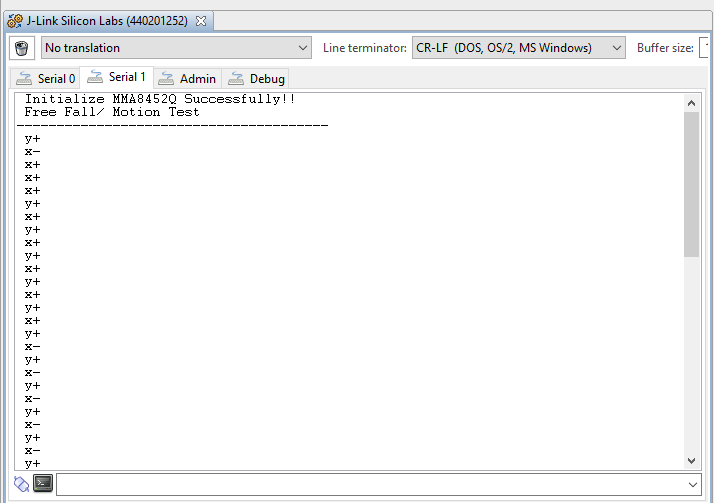 J-Link Silicon Labs (440201252)
No translation
Line terminator: CR-LF (DOS, OS/2, MS Windows)
Buffer size:
Serial 0
Serial 1
Admin
Debug
Initialize MMA8452Q Successfully!!
Free Fall/ Motion Test
---------------------------------------
y+
x-
x+
x+
x+
y+
x+
y+
x+
y+
x+
y+
x+
y+
x+
y+
x-
y+
x-
y+
x-
y+
x-
y+
x-
y+